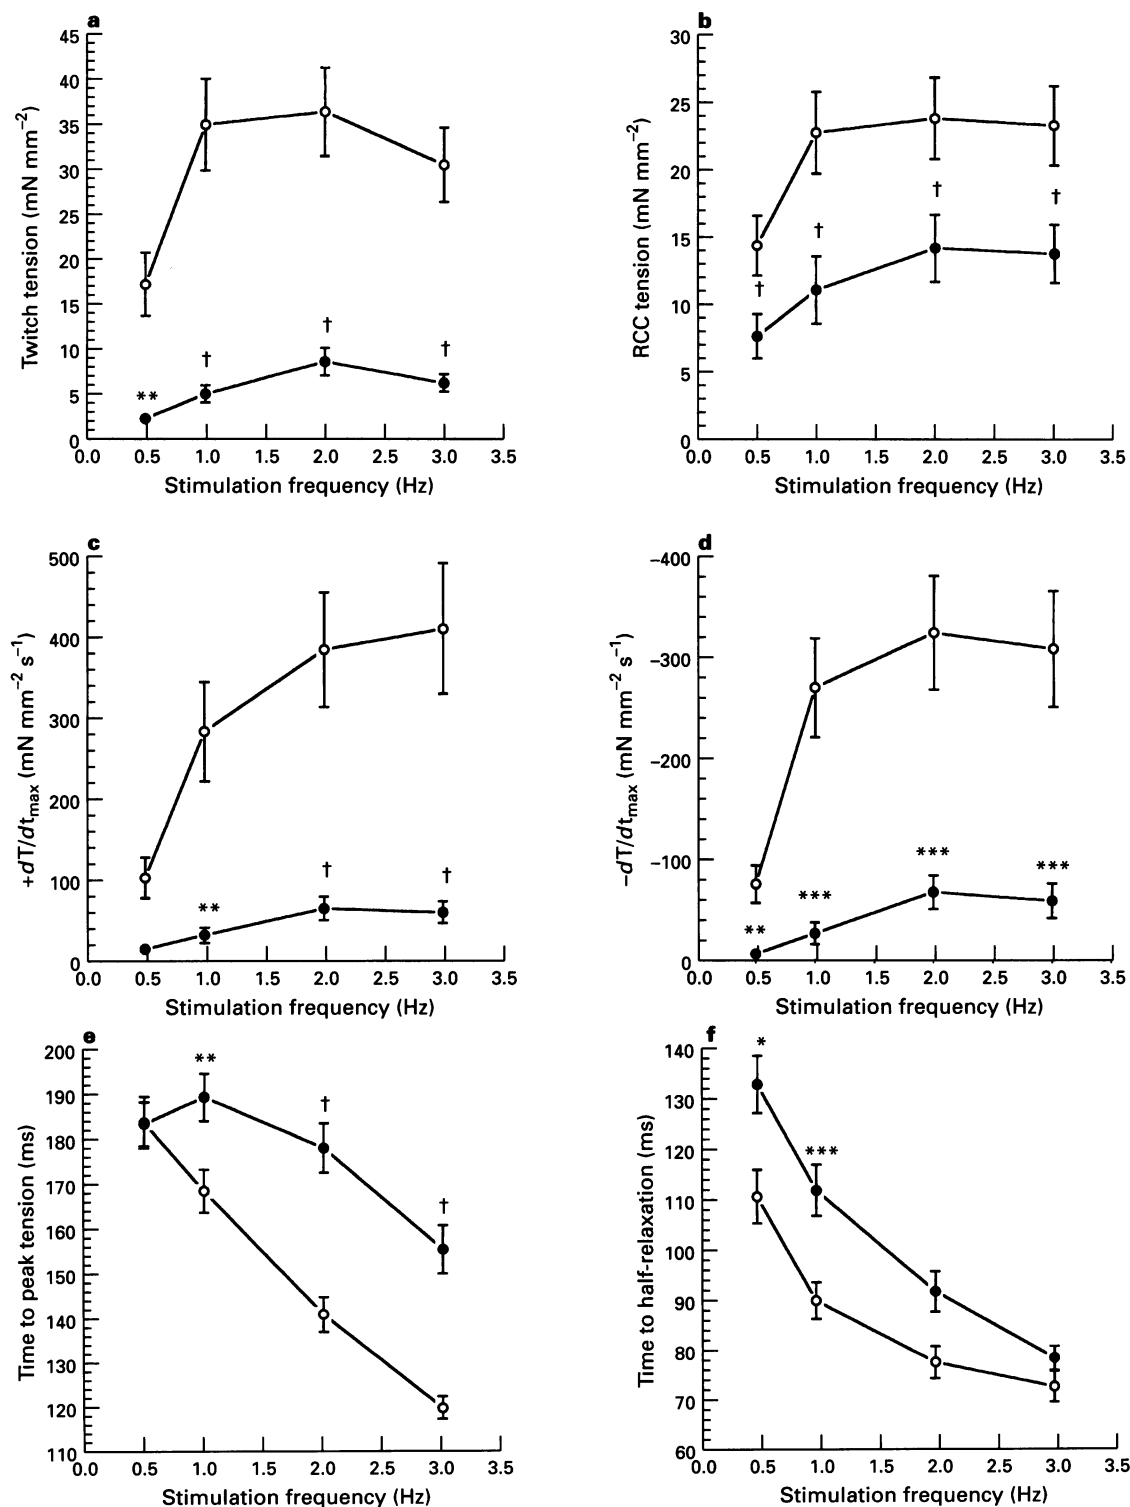 a
45
40
35
30
25
20
15
10
5
0
Twitch tension (mN mm⁻²)
**
†
†
†
0.0 0.5 1.0 1.5 2.0 2.5 3.0 3.5
Stimulation frequency (Hz)
b
30
25
20
15
10
5
0
RCC tension (mN mm⁻²)
†
†
†
†
0.0 0.5 1.0 1.5 2.0 2.5 3.0 3.5
Stimulation frequency (Hz)
c
500
400
300
200
100
0
+dT/dtmax (mN mm⁻² s⁻¹)
**
†
†
0.0 0.5 1.0 1.5 2.0 2.5 3.0 3.5
Stimulation frequency (Hz)
d
−400
−300
−200
−100
0
−dT/dtmax (mN mm⁻² s⁻¹)
**
***
***
***
0.0 0.5 1.0 1.5 2.0 2.5 3.0 3.5
Stimulation frequency (Hz)
e
200
190
180
170
160
150
140
130
120
110
Time to peak tension (ms)
**
†
†
0.0 0.5 1.0 1.5 2.0 2.5 3.0 3.5
Stimulation frequency (Hz)
f
140
130
120
110
100
90
80
70
60
Time to half-relaxation (ms)
*
***
0.0 0.5 1.0 1.5 2.0 2.5 3.0 3.5
Stimulation frequency (Hz)